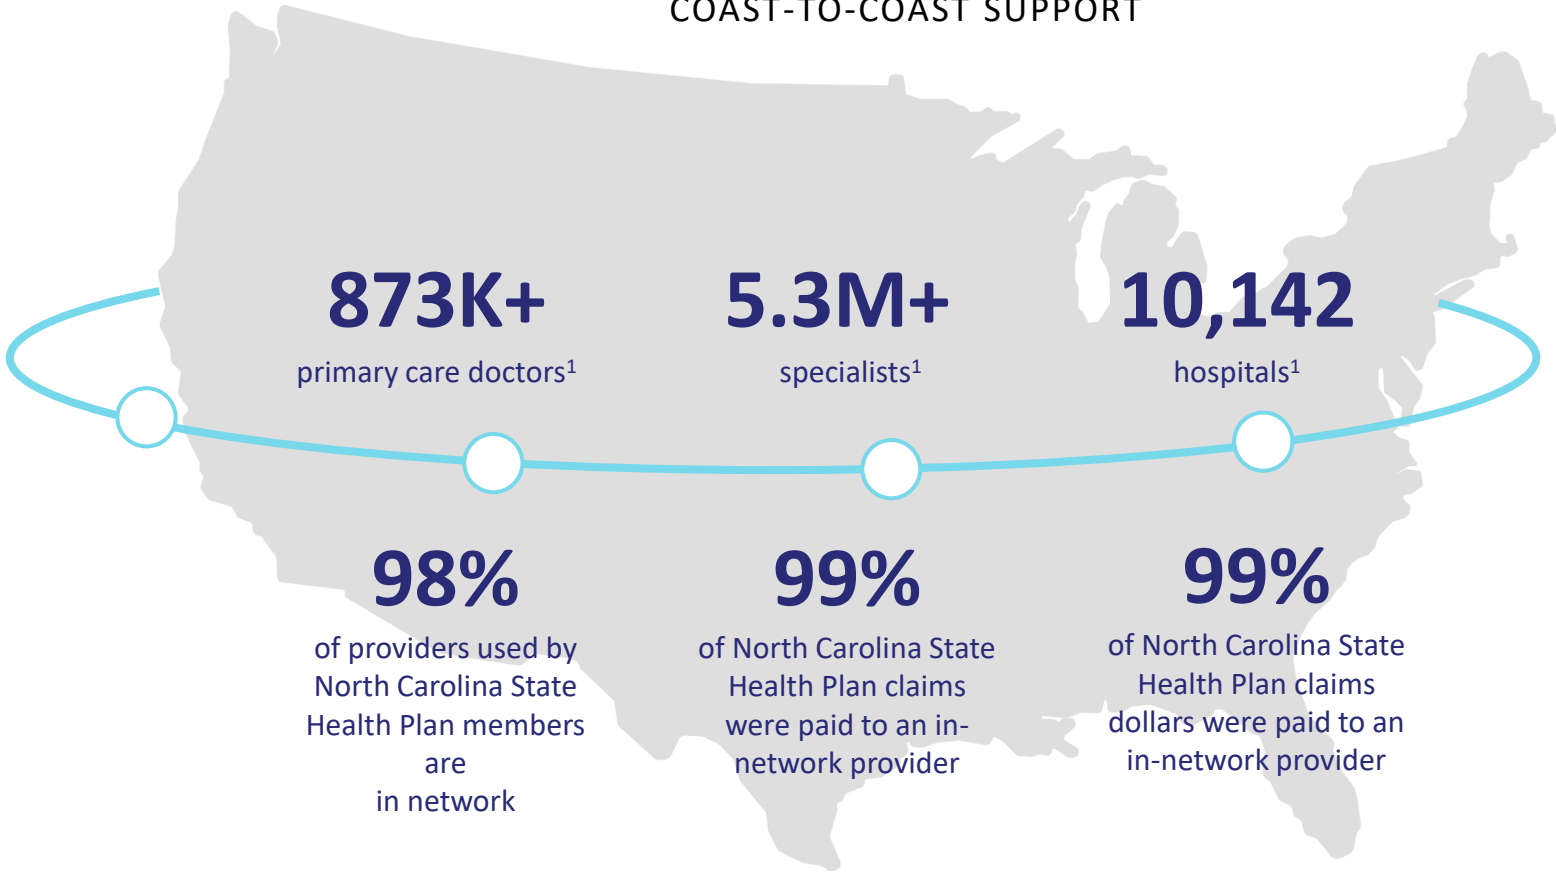 COAST-TO-COAST SUPPORT
873K+
primary care doctors¹
5.3M+
specialists¹
10,142
hospitals¹
98%
of providers used by
North Carolina State
Health Plan members
are
in network
99%
of North Carolina State
Health Plan claims
were paid to an in-
network provider
99%
of North Carolina State
Health Plan claims
dollars were paid to an
in-network provider